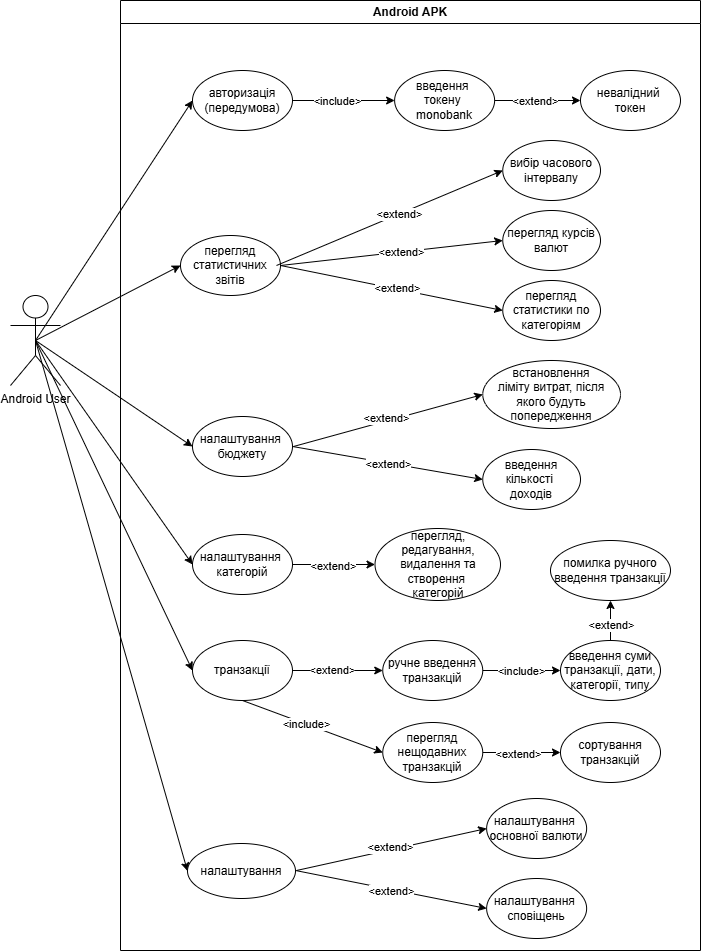 Android APK
авторизація
(передумова)
<include>
введення
токену
monobank
<extend>
невалідний
токен
вибір часового
інтервалу
<extend>
перегляд
статистичних
звітів
<extend>
перегляд курсів
валют
<extend>
перегляд
статистики по
категоріям
Android User
встановлення
ліміту витрат, після
якого будуть
попередження
<extend>
налаштування
бюджету
<extend>
введення
кількості
доходів
налаштування
категорій
<extend>
перегляд,
редагування,
видалення та
створення
категорій
помилка ручного
введення транзакції
<extend>
транзакції
<extend>
ручне введення
транзакцій
<include>
введення суми
транзакції, дати,
категорії, типу
<include>
перегляд
нещодавних
транзакцій
<extend>
сортування
транзакцій
налаштування
основної валюти
<extend>
налаштування
<extend>
налаштування
сповіщень